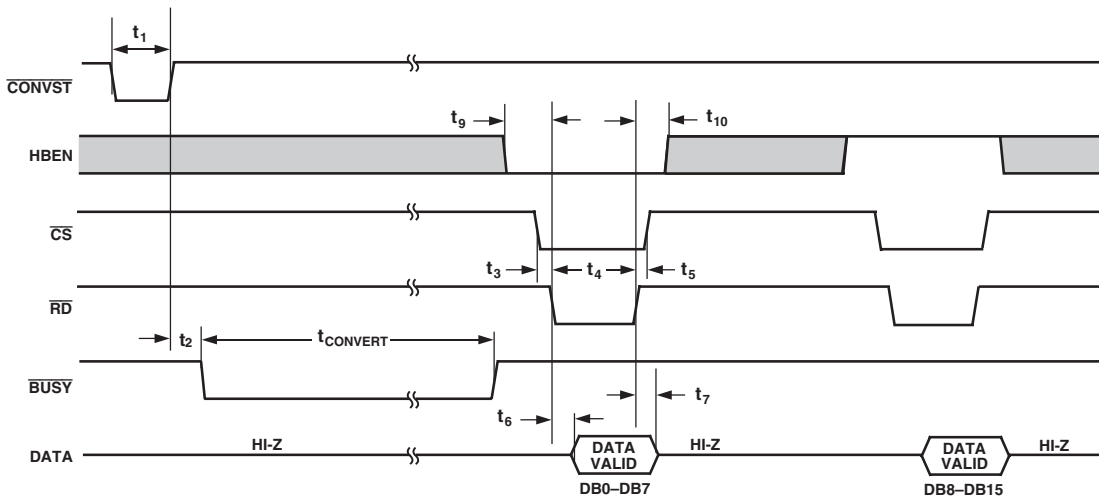 t1
CONVST
t9
t10
HBEN
CS
t3
t4
t5
RD
t2
tCONVERT
BUSY
t6
t7
DATA
HI-Z
DATA VALID
HI-Z
DATA VALID
HI-Z
DB0–DB7
DB8–DB15